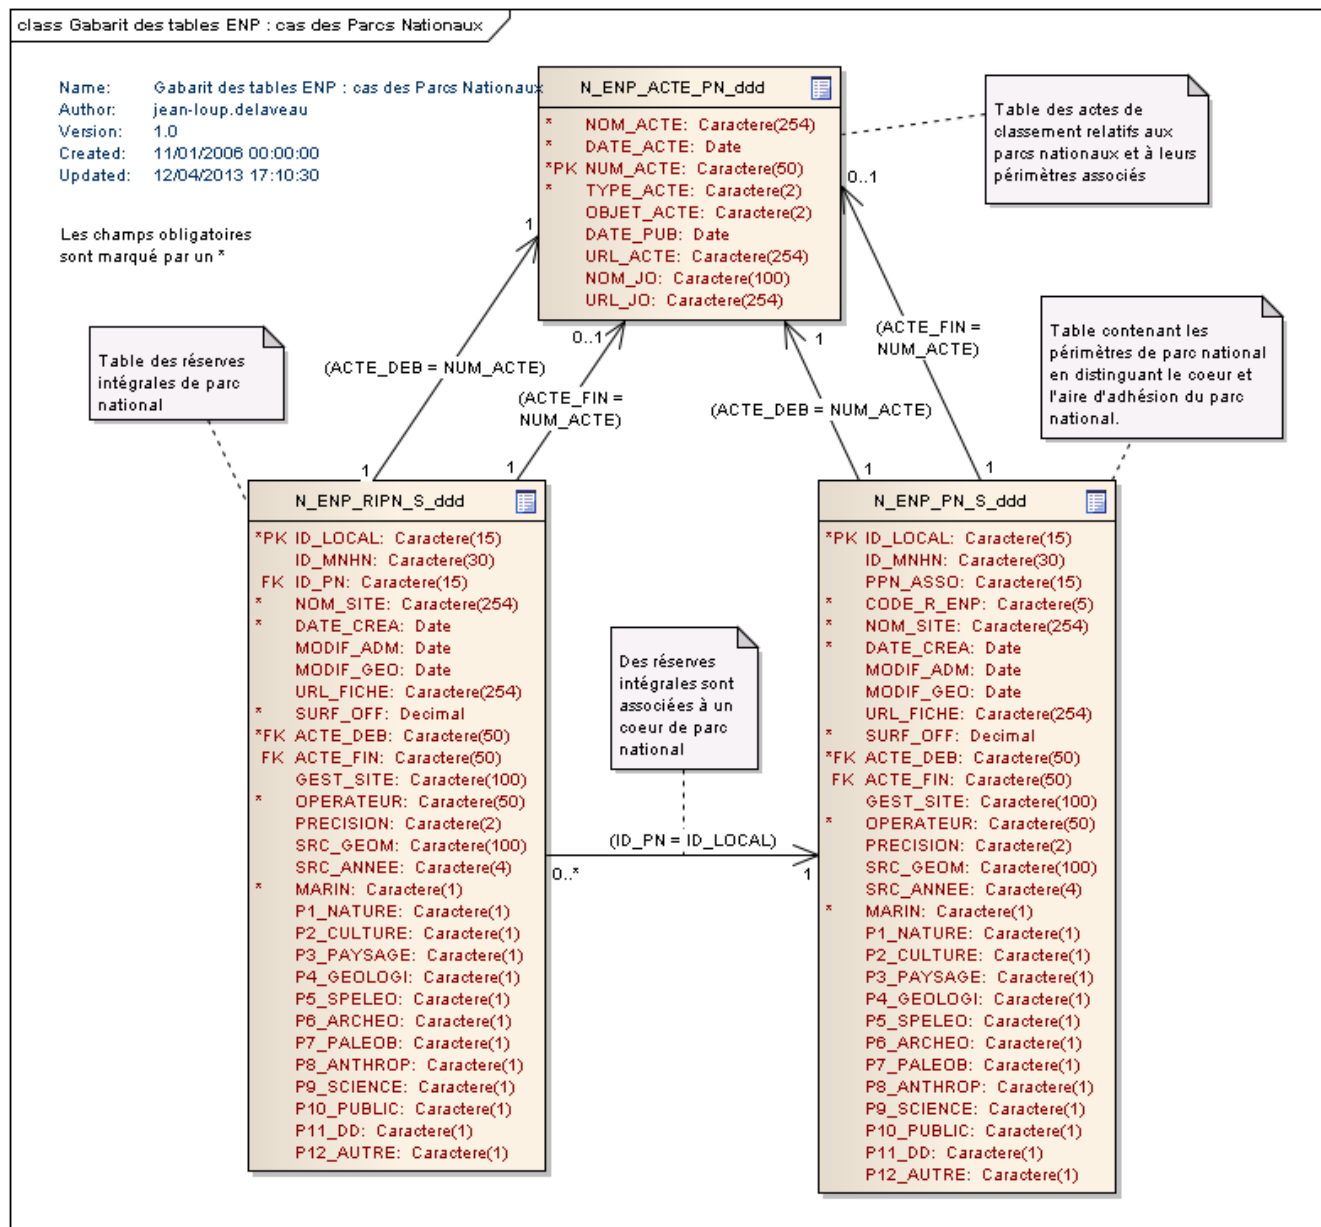 class Gabarit des tables ENP : cas des Parcs Nationaux
Name: Gabarit des tables ENP : cas des Parcs Nationaux
Author: jean-loup.delaveau
Version: 1.0
Created: 11/01/2006 00:00:00
Updated: 12/04/2013 17:10:30
Les champs obligatoires
sont marqué par un *
N_ENP_ACTE_PN_ddd
* NOM_ACTE: Caractere(254)
* DATE_ACTE: Date
*PK NUM_ACTE: Caractere(50)
* TYPE_ACTE: Caractere(2)
OBJET_ACTE: Caractere(2)
DATE_PUB: Date
URL_ACTE: Caractere(254)
NOM_JO: Caractere(100)
URL_JO: Caractere(254)
Table des actes de
classement relatifs aux
parcs nationaux et à leurs
périmètres associés
0..1
1
0..1
1
(ACTE_DEB = NUM_ACTE)
(ACTE_FIN =
NUM_ACTE)
(ACTE_DEB = NUM_ACTE)
(ACTE_FIN =
NUM_ACTE)
Table des réserves
intégrales de parc
national
Table contenant les
périmètres de parc national
en distinguant le coeur et
l'aire d'adhésion du parc
national.
1
1
1
1
N_ENP_RIPN_S_ddd
*PK ID_LOCAL: Caractere(15)
ID_MNHN: Caractere(30)
FK ID_PN: Caractere(15)
* NOM_SITE: Caractere(254)
* DATE_CREA: Date
MODIF_ADM: Date
MODIF_GEO: Date
URL_FICHE: Caractere(254)
* SURF_OFF: Decimal
*FK ACTE_DEB: Caractere(50)
FK ACTE_FIN: Caractere(50)
GEST_SITE: Caractere(100)
* OPERATEUR: Caractere(50)
PRECISION: Caractere(2)
SRC_GEOM: Caractere(100)
SRC_ANNEE: Caractere(4)
* MARIN: Caractere(1)
P1_NATURE: Caractere(1)
P2_CULTURE: Caractere(1)
P3_PAYSAGE: Caractere(1)
P4_GEOLOGI: Caractere(1)
P5_SPELEO: Caractere(1)
P6_ARCHEO: Caractere(1)
P7_PALEOB: Caractere(1)
P8_ANTHROP: Caractere(1)
P9_SCIENCE: Caractere(1)
P10_PUBLIC: Caractere(1)
P11_DD: Caractere(1)
P12_AUTRE: Caractere(1)
Des réserves
intégrales sont
associées à un
coeur de parc
national
(ID_PN = ID_LOCAL)
0..*
1
N_ENP_PN_S_ddd
*PK ID_LOCAL: Caractere(15)
ID_MNHN: Caractere(30)
PPN_ASSO: Caractere(15)
* CODE_R_ENP: Caractere(5)
* NOM_SITE: Caractere(254)
* DATE_CREA: Date
MODIF_ADM: Date
MODIF_GEO: Date
URL_FICHE: Caractere(254)
* SURF_OFF: Decimal
*FK ACTE_DEB: Caractere(50)
FK ACTE_FIN: Caractere(50)
GEST_SITE: Caractere(100)
* OPERATEUR: Caractere(50)
PRECISION: Caractere(2)
SRC_GEOM: Caractere(100)
SRC_ANNEE: Caractere(4)
* MARIN: Caractere(1)
P1_NATURE: Caractere(1)
P2_CULTURE: Caractere(1)
P3_PAYSAGE: Caractere(1)
P4_GEOLOGI: Caractere(1)
P5_SPELEO: Caractere(1)
P6_ARCHEO: Caractere(1)
P7_PALEOB: Caractere(1)
P8_ANTHROP: Caractere(1)
P9_SCIENCE: Caractere(1)
P10_PUBLIC: Caractere(1)
P11_DD: Caractere(1)
P12_AUTRE: Caractere(1)